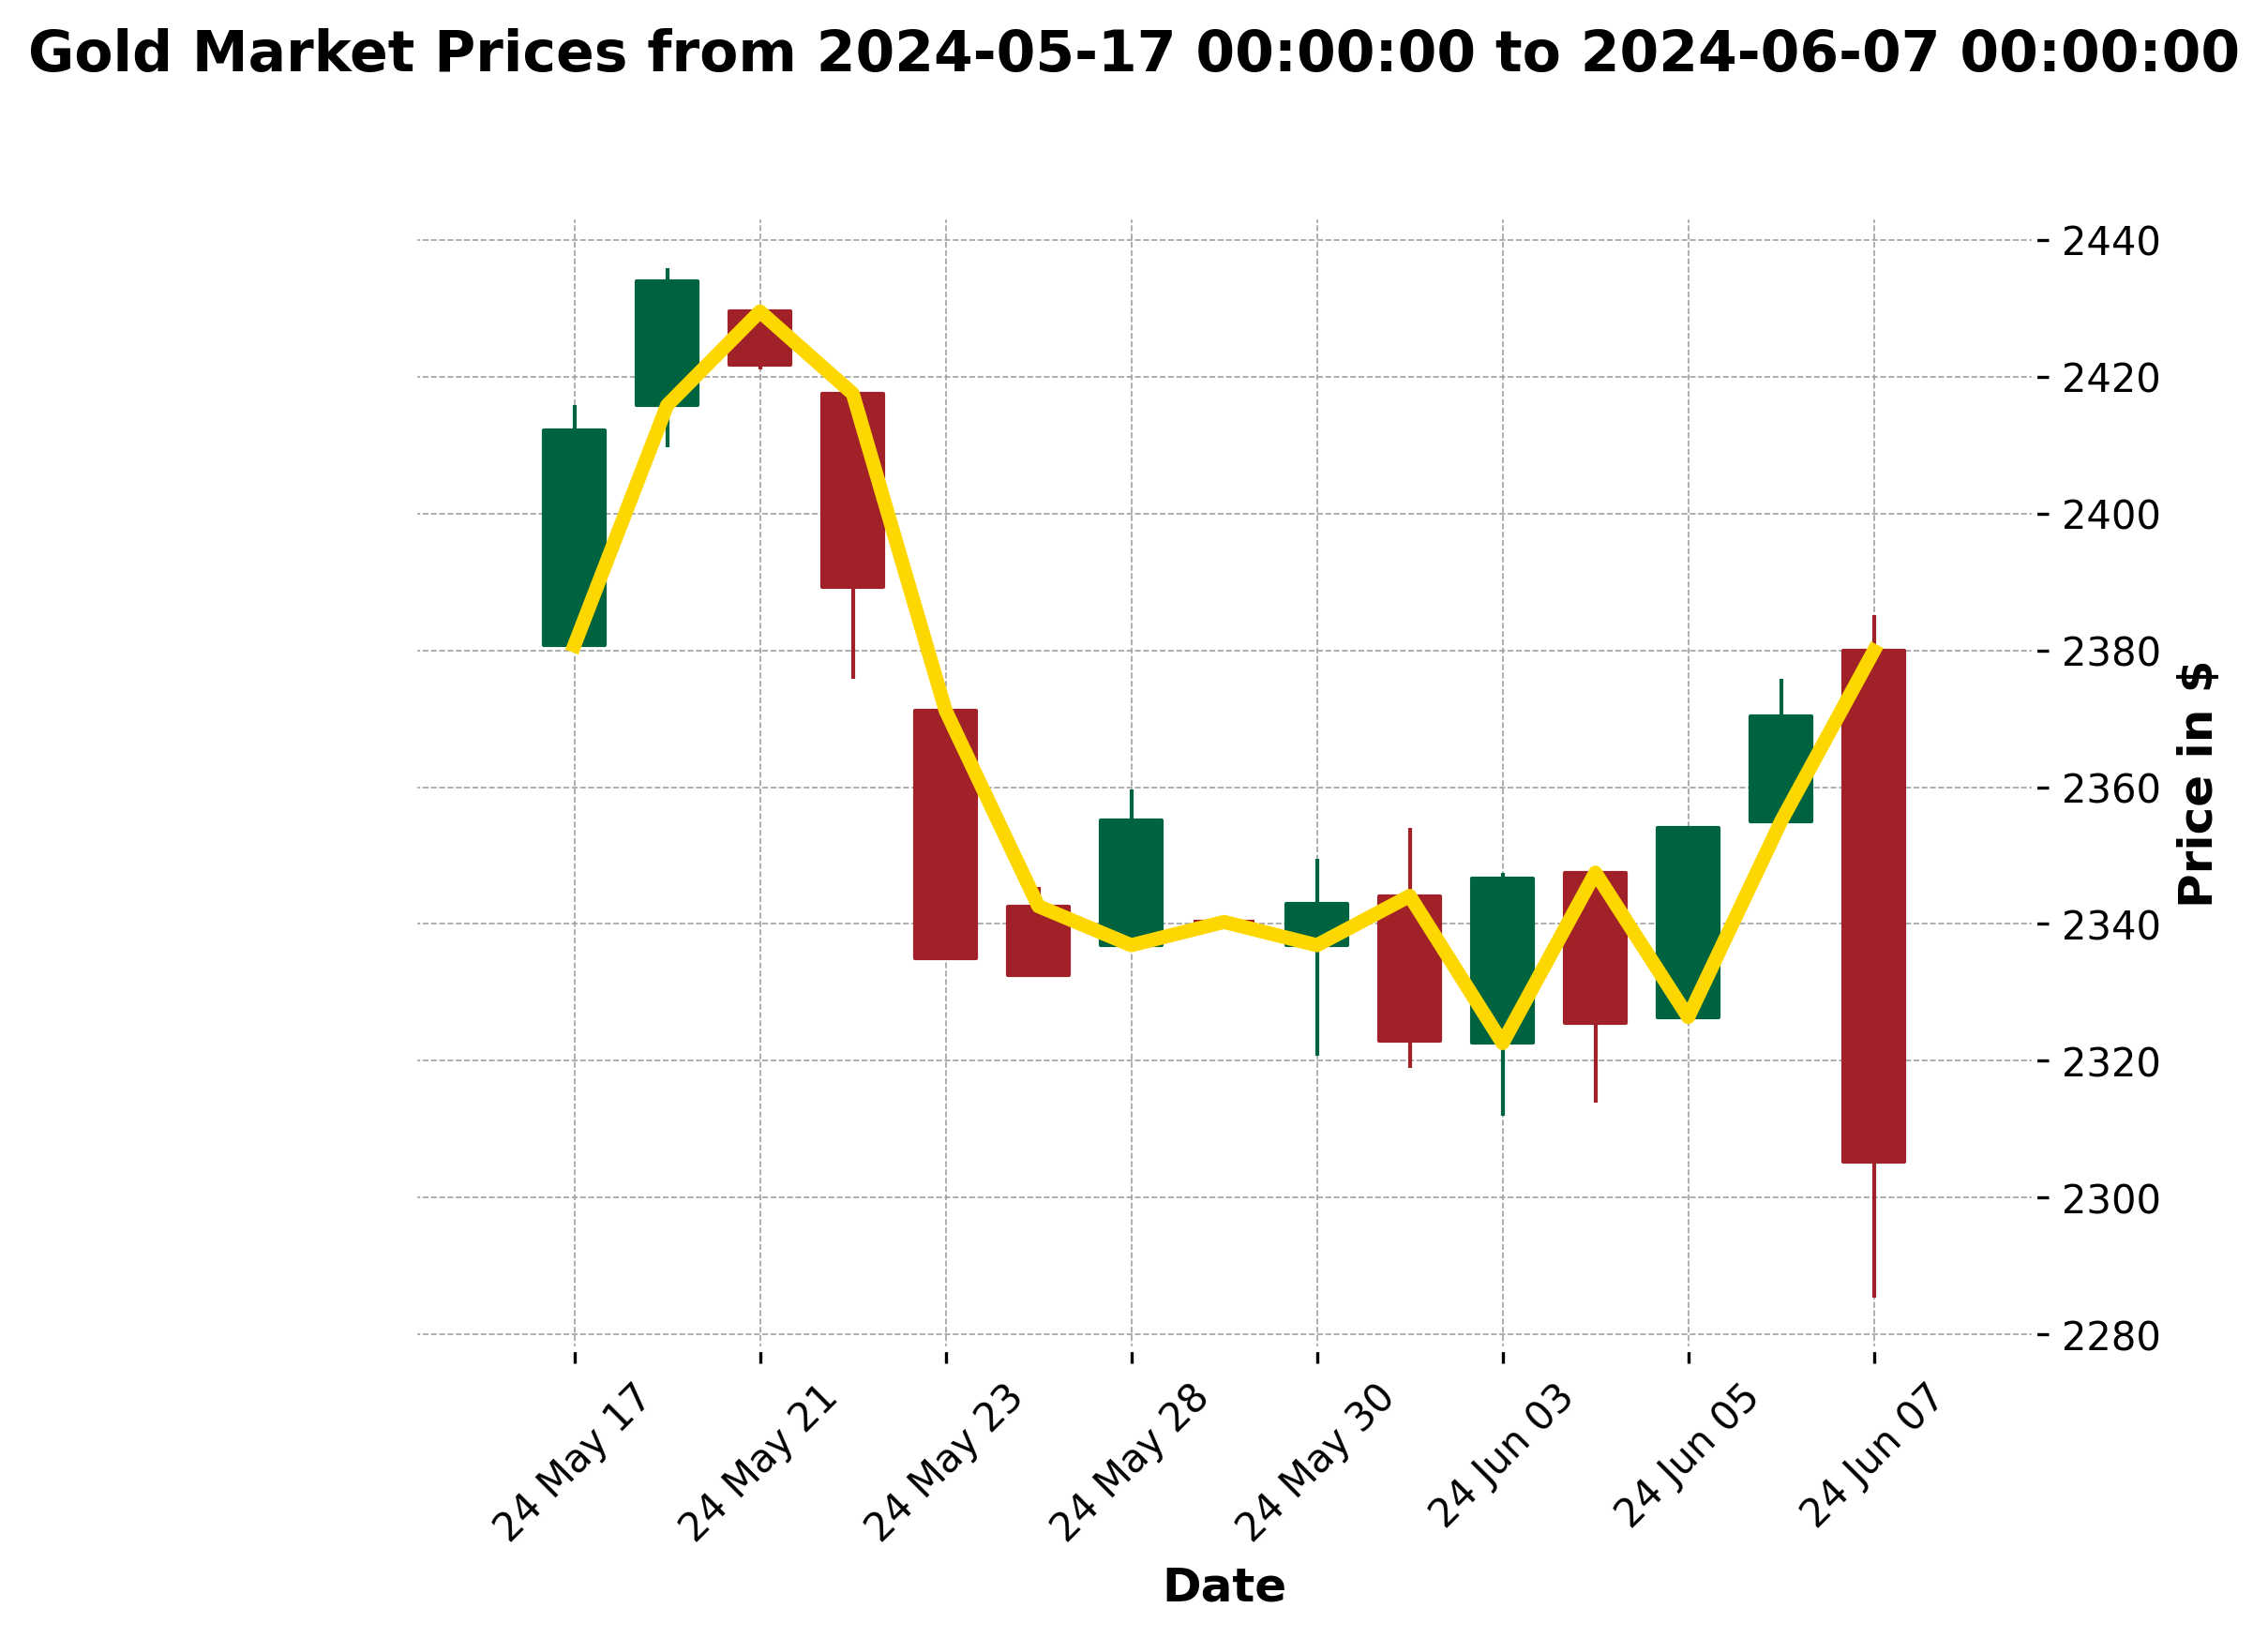 Gold Market Prices from 2024-05-17 00:00:00 to 2024-06-07 00:00:00
2440
2420
2400
2380
2360
2340
2320
2300
2280
Price in $
24 May 17
24 May 21
24 May 23
24 May 28
24 May 30
24 Jun 03
24 Jun 05
24 Jun 07
Date